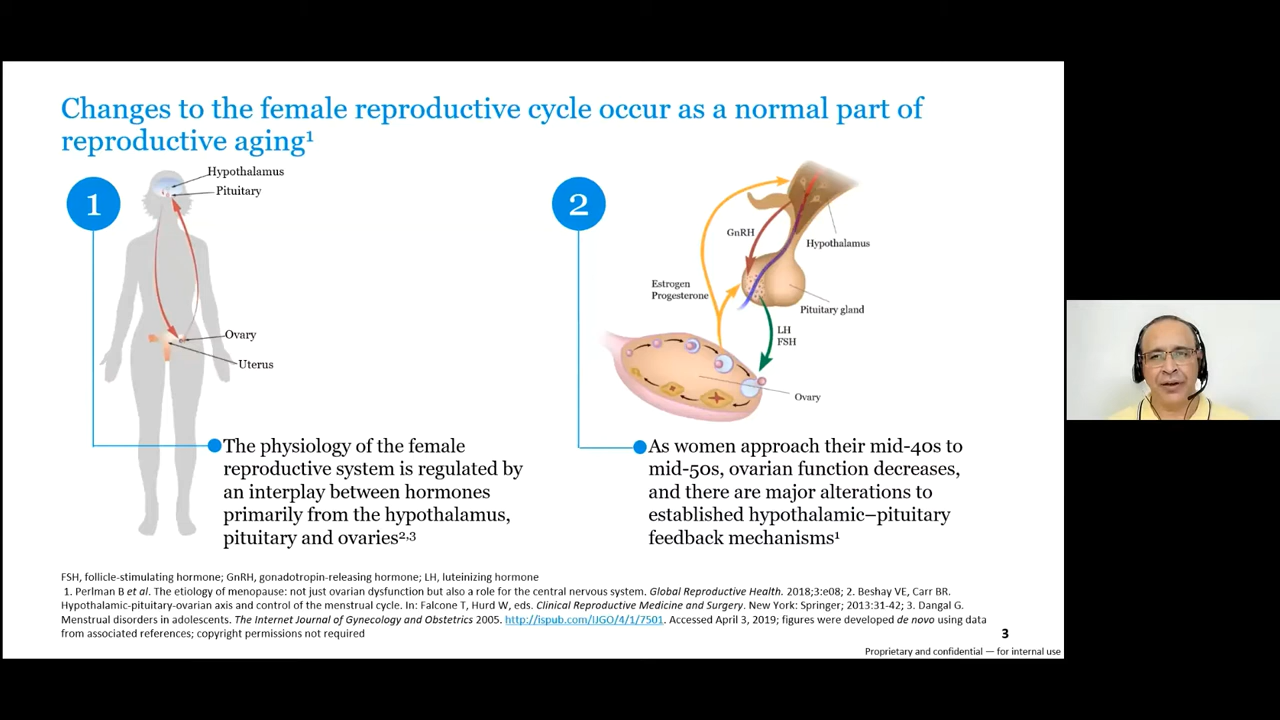 Changes to the female reproductive cycle occur as a normal part of
reproductive aging¹
1
Hypothalamus
Pituitary
Ovary
Uterus
The physiology of the female
reproductive system is regulated by
an interplay between hormones
primarily from the hypothalamus,
pituitary and ovaries²,³
2
GnRH
Hypothalamus
Estrogen
Progesterone
Pituitary gland
LH
FSH
Ovary
As women approach their mid-40s to
mid-50s, ovarian function decreases,
and there are major alterations to
established hypothalamic–pituitary
feedback mechanisms¹
FSH, follicle-stimulating hormone; GnRH, gonadotropin-releasing hormone; LH, luteinizing hormone
1. Perlman B et al. The etiology of menopause: not just ovarian dysfunction but also a role for the central nervous system. Global Reproductive Health. 2018;3:e08; 2. Beshay VE, Carr BR.
Hypothalamic-pituitary-ovarian axis and control of the menstrual cycle. In: Falcone T, Hurd W, eds. Clinical Reproductive Medicine and Surgery. New York: Springer; 2013:31-42; 3. Dangal G.
Menstrual disorders in adolescents. The Internet Journal of Gynecology and Obstetrics 2005. http://ispub.com/IJGO/4/1/7501. Accessed April 3, 2019; figures were developed de novo using data
from associated references; copyright permissions not required
3
Proprietary and confidential — for internal use